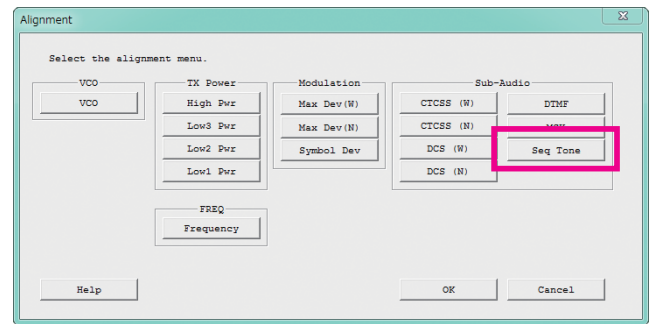 Alignment
Select the alignment menu.
VCO TX Power Modulation Sub-Audio
VCO High Pwr Max Dev(W) CTCSS (W) DTMF
Low3 Pwr Max Dev(N) CTCSS (N)
Low2 Pwr Symbol Dev DCS (W) Seq Tone
Low1 Pwr DCS (N)
FREQ
Frequency
Help OK Cancel